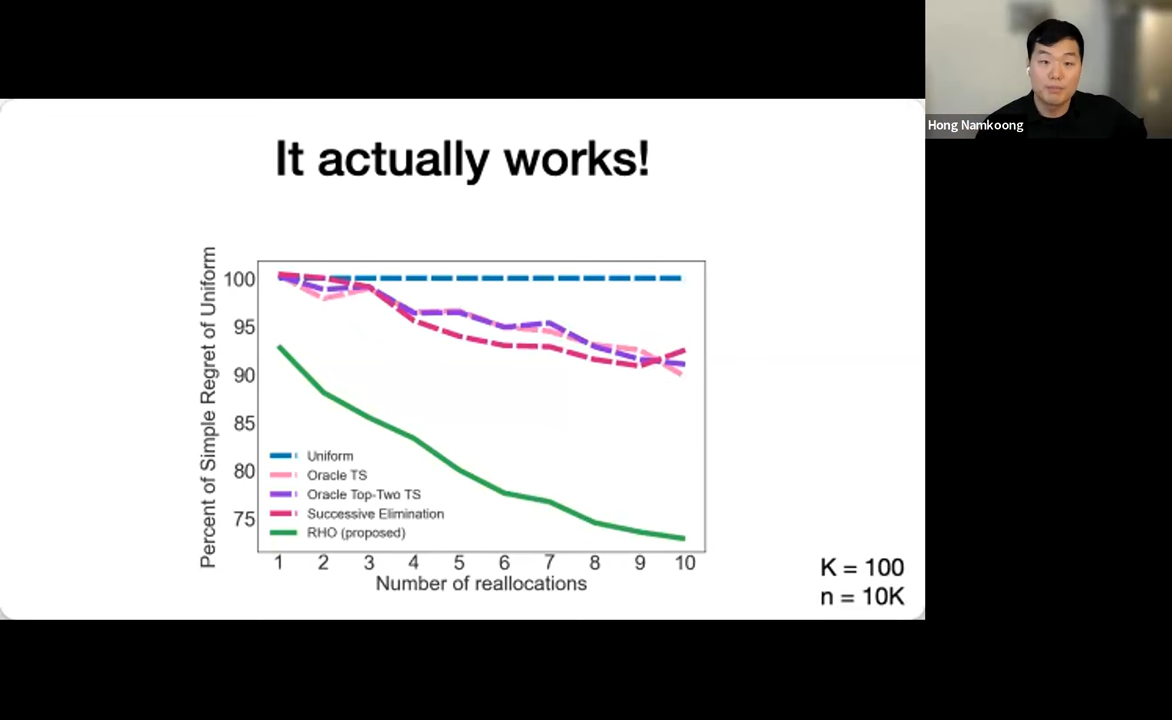 Hong Namkoong
It actually works!
Percent of Simple Regret of Uniform
100
95
90
85
80
75
Uniform
Oracle TS
Oracle Top-Two TS
Successive Elimination
RHO (proposed)
1 2 3 4 5 6 7 8 9 10
Number of reallocations
K = 100
n = 10K